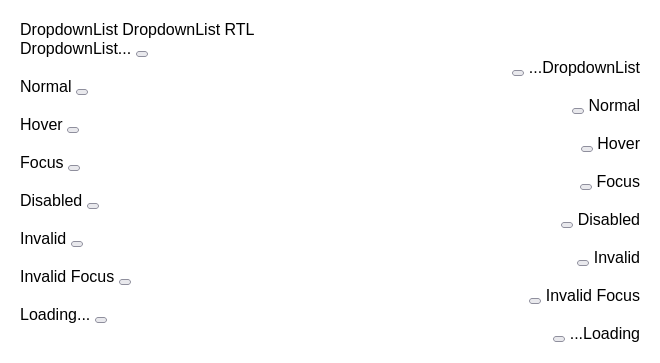 DropdownList DropdownList RTL
DropdownList...
...DropdownList
Normal
Normal
Hover
Hover
Focus
Focus
Disabled
Disabled
Invalid
Invalid
Invalid Focus
Invalid Focus
Loading...
...Loading